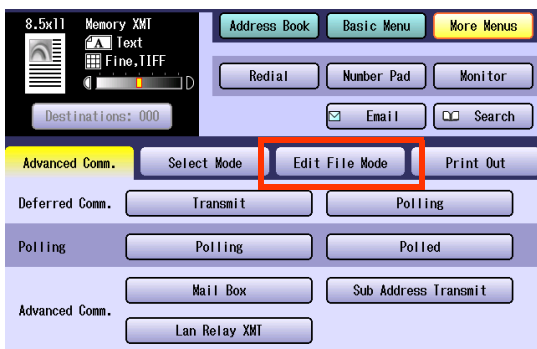 8.5x11 Memory XMT
A Text
Fine,TIFF
D
Destinations: 000
Address Book Basic Menu More Menus
Redial Number Pad Monitor
Email Search
Advanced Comm. Select Mode Edit File Mode Print Out
Deferred Comm. Transmit Polling
Polling Polling Polled
Advanced Comm. Mail Box Sub Address Transmit
Lan Relay XMT